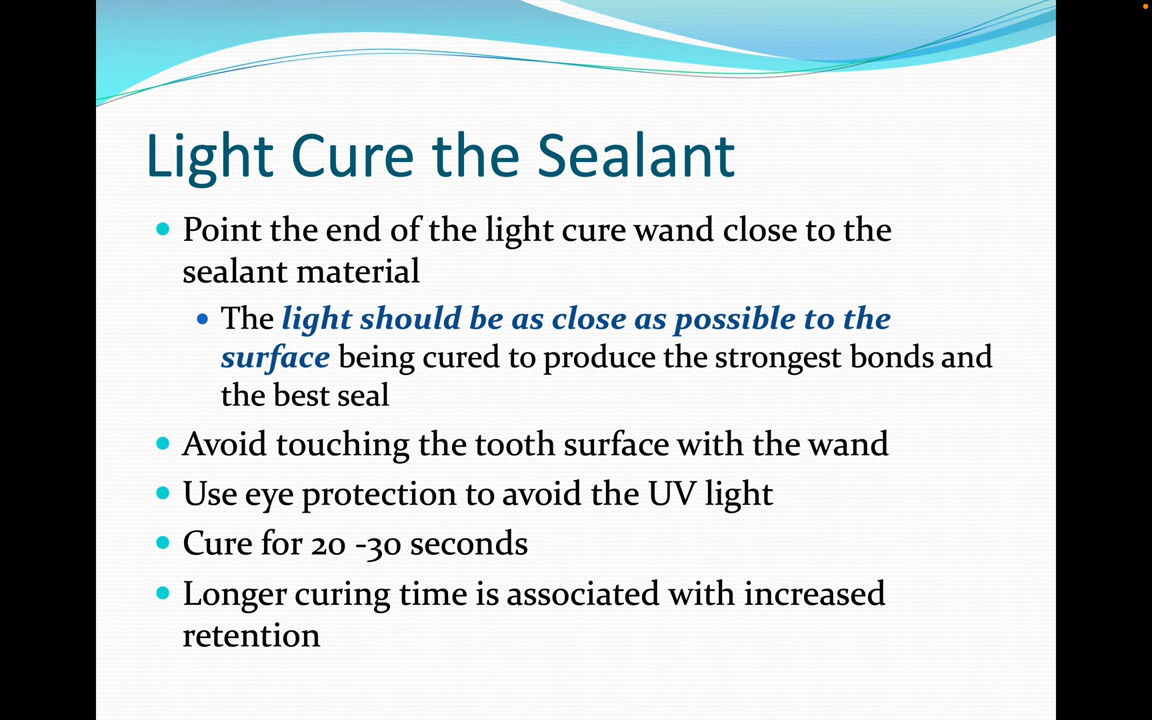 Light Cure the Sealant
Point the end of the light cure wand close to the
sealant material
The light should be as close as possible to the
surface being cured to produce the strongest bonds and
the best seal
Avoid touching the tooth surface with the wand
Use eye protection to avoid the UV light
Cure for 20 -30 seconds
Longer curing time is associated with increased
retention